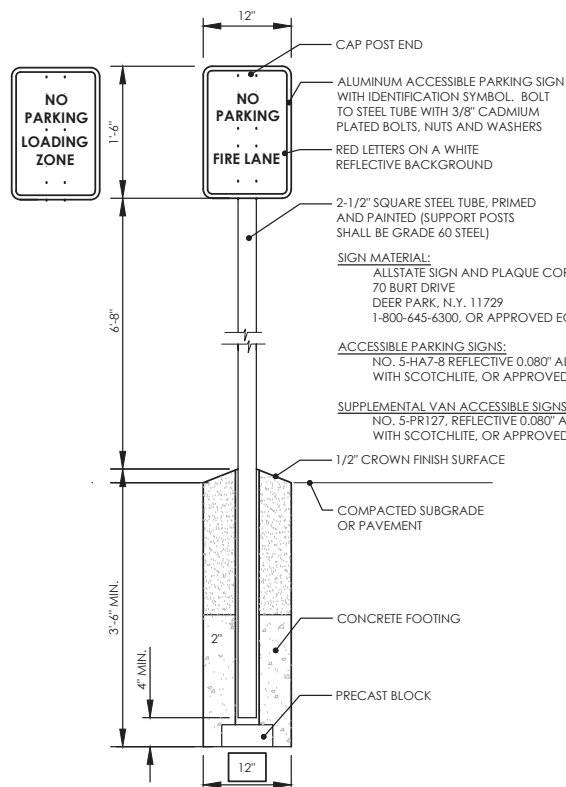 12"
CAP POST END
NO
PARKING
LOADING
ZONE
1'-6"
NO
PARKING
FIRE LANE
ALUMINUM ACCESSIBLE PARKING SIGN
WITH IDENTIFICATION SYMBOL. BOLT
TO STEEL TUBE WITH 3/8" CADMIUM
PLATED BOLTS, NUTS AND WASHERS
RED LETTERS ON A WHITE
REFLECTIVE BACKGROUND
2-1/2" SQUARE STEEL TUBE, PRIMED
AND PAINTED (SUPPORT POSTS
SHALL BE GRADE 60 STEEL)
SIGN MATERIAL:
ALLSTATE SIGN AND PLAQUE
70 BURT DRIVE
DEER PARK, N.Y. 11729
1-800-645-6300, OR APPROVED
6'-8"
ACCESSIBLE PARKING SIGNS:
NO. 5-HA7-8 REFLECTIVE 0.080"
WITH SCOTCHLITE, OR APPROVED
SUPPLEMENTAL VAN ACCESSIBLE SIGNS
NO. 5-PR127, REFLECTIVE 0.080"
WITH SCOTCHLITE, OR APPROVED
1/2" CROWN FINISH SURFACE
COMPACTED SUBGRADE
OR PAVEMENT
3'-6" MIN.
CONCRETE FOOTING
2"
4" MIN.
PRECAST BLOCK
12"